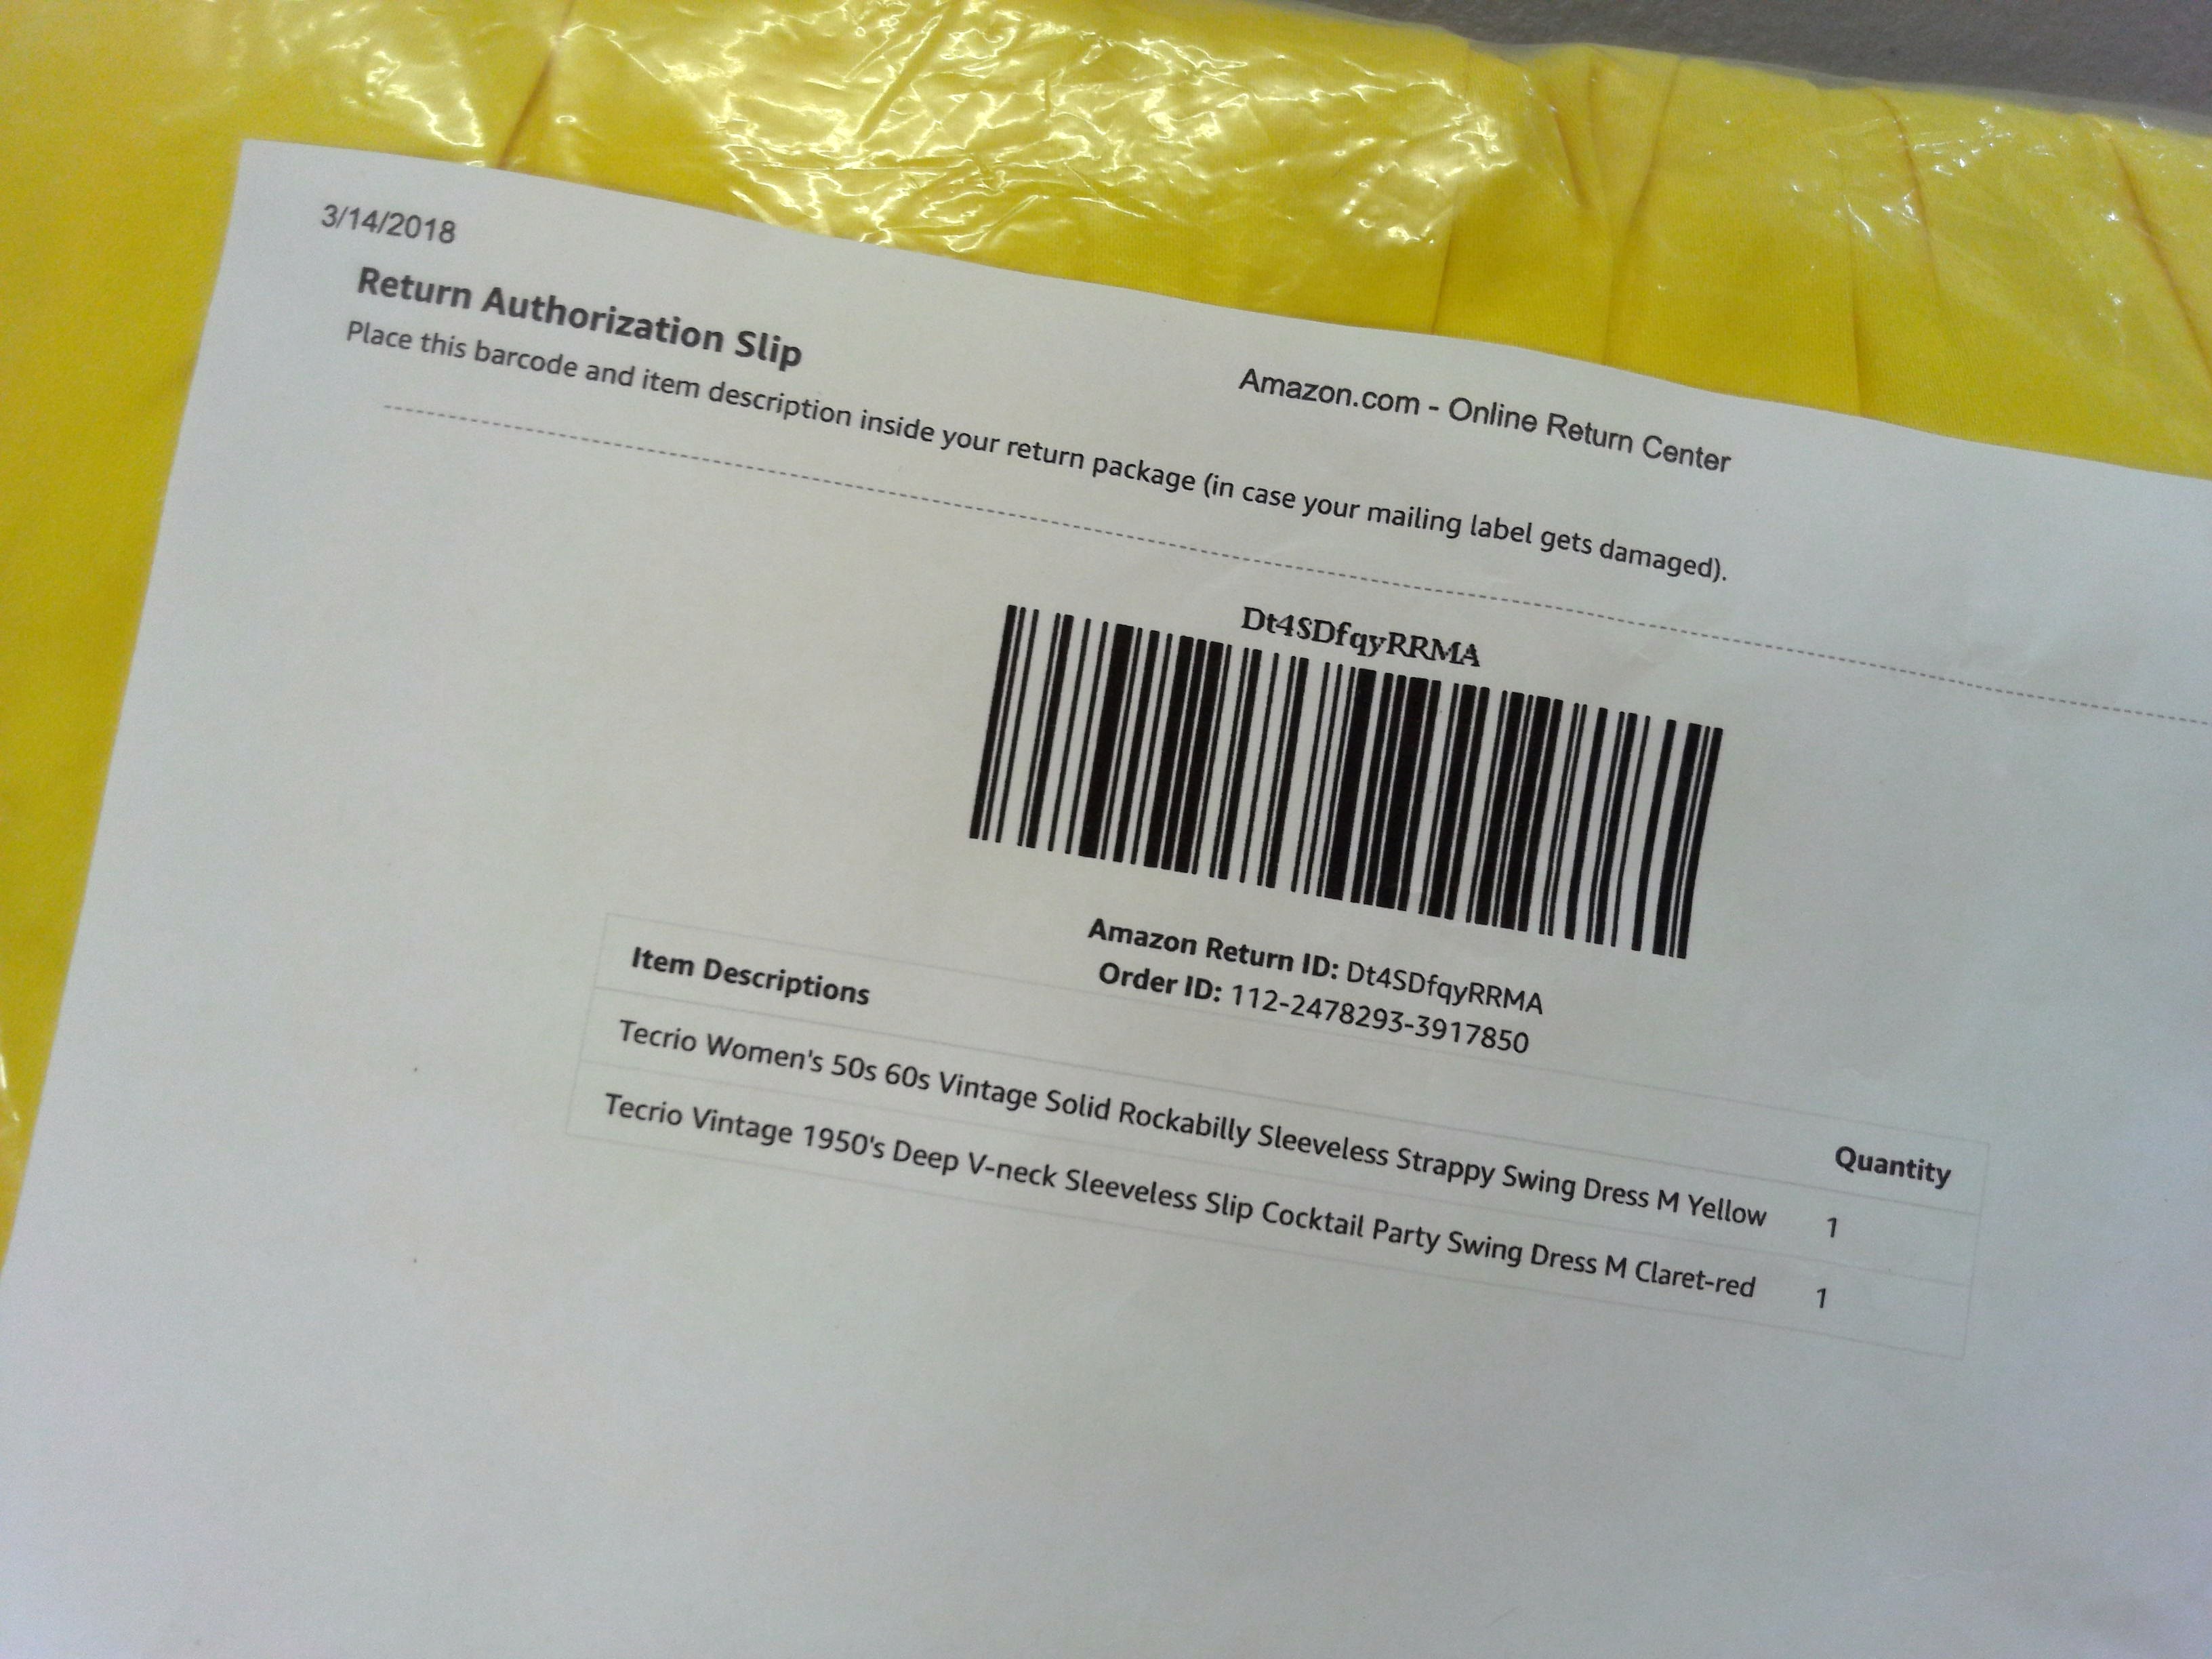 3/14/2018
Amazon.com - Online Return Center
Return Authorization Slip
Place this barcode and item description inside your return package (in case your mailing label gets damaged).
Dt4SDfqyRRMA
Amazon Return ID: Dt4SDfqyRRMA
Order ID: 112-2478293-3917850
Item Descriptions Quantity
Tecrio Women's 50s 60s Vintage Solid Rockabilly Sleeveless Strappy Swing Dress M Yellow 1
Tecrio Vintage 1950's Deep V-neck Sleeveless Slip Cocktail Party Swing Dress M Claret-red 1